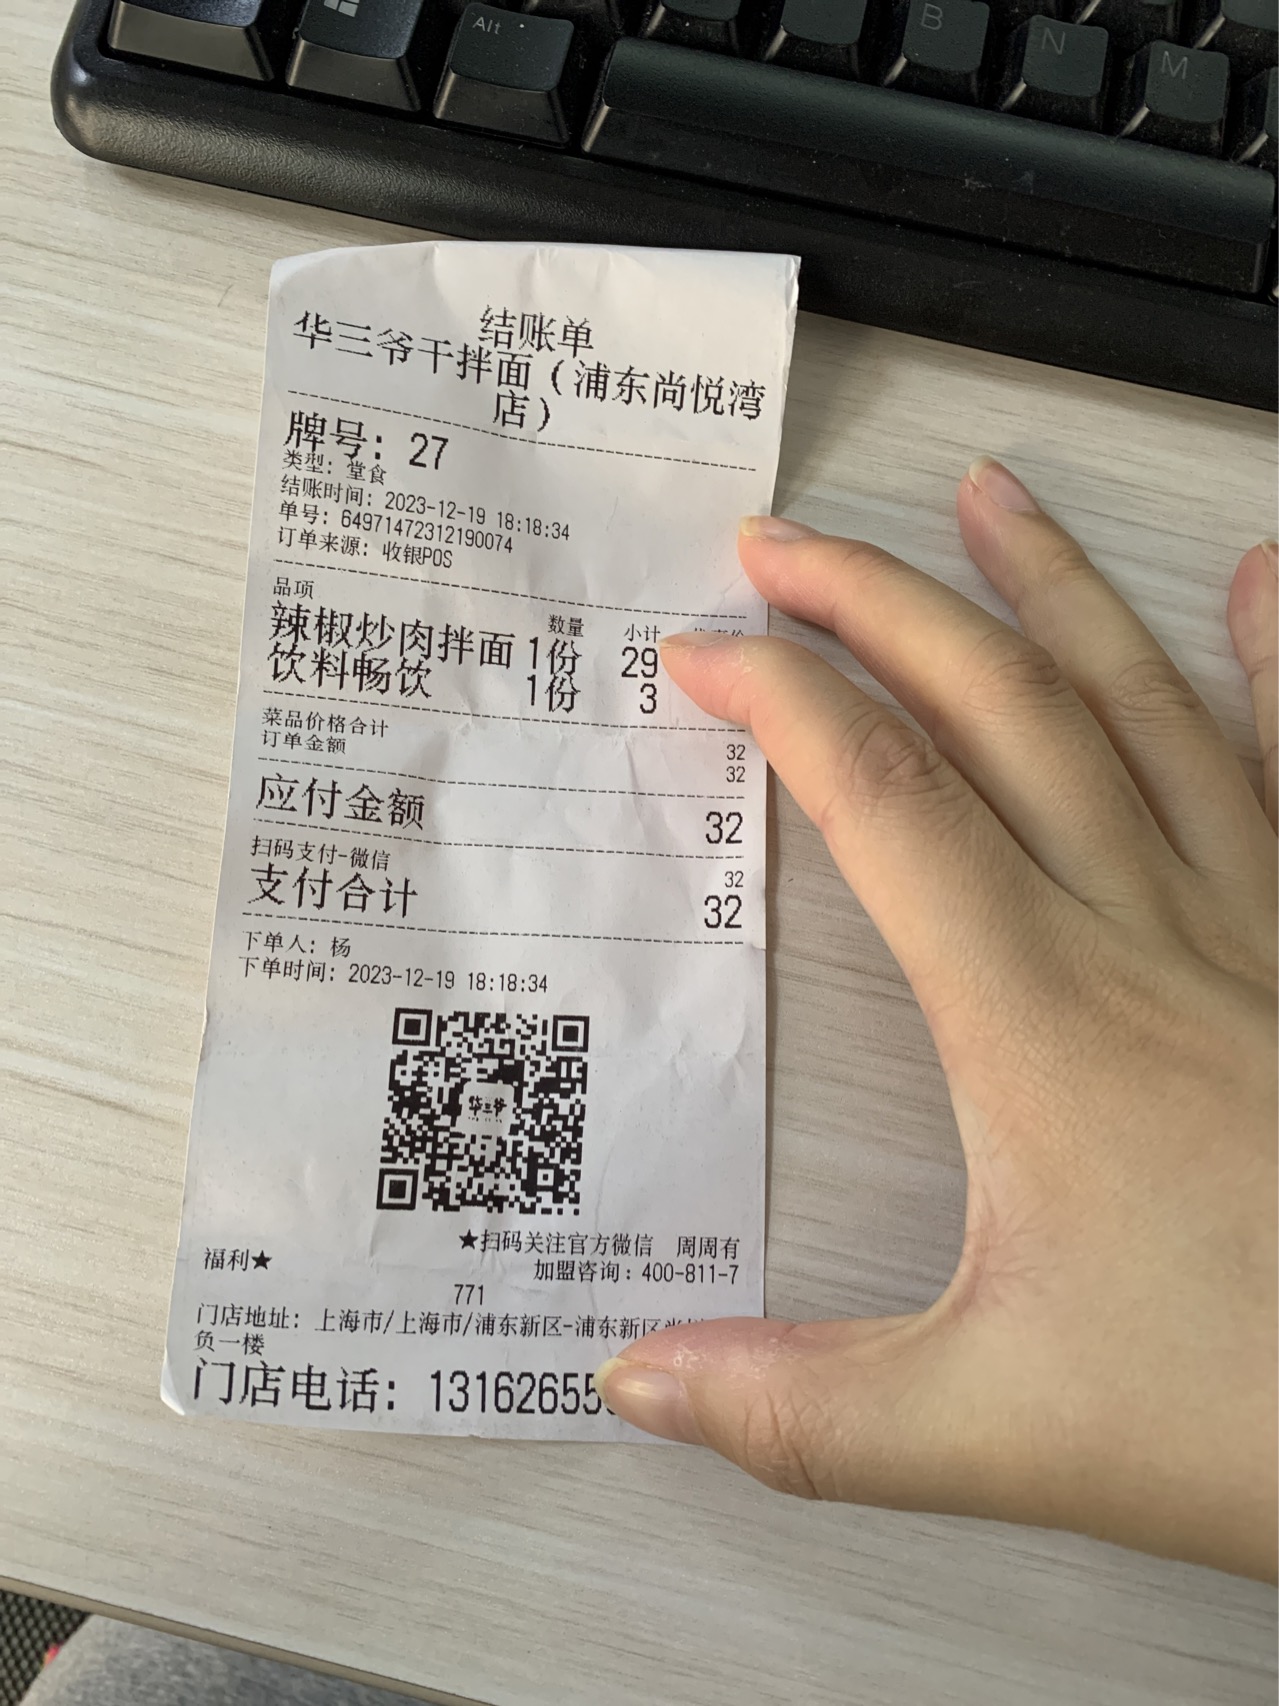 Alt
B
N
M
结账单
华三爷干拌面（浦东尚悦湾
店）
牌号：27
类型：堂食
结账时间：2023-12-19 18:18:34
单号：64971472312190074
订单来源：收银POS
品项 数量 小计
辣椒炒肉拌面 1份 29
饮料畅饮 1份 3
菜品价格合计 32
订单金额 32
应付金额 32
扫码支付-微信 32
支付合计 32
下单人：杨
下单时间：2023-12-19 18:18:34
华三爷
★扫码关注官方微信 周周有
福利★
加盟咨询：400-811-7
771
门店地址：上海市/上海市/浦东新区-浦东新区
负一楼
门店电话：13162655